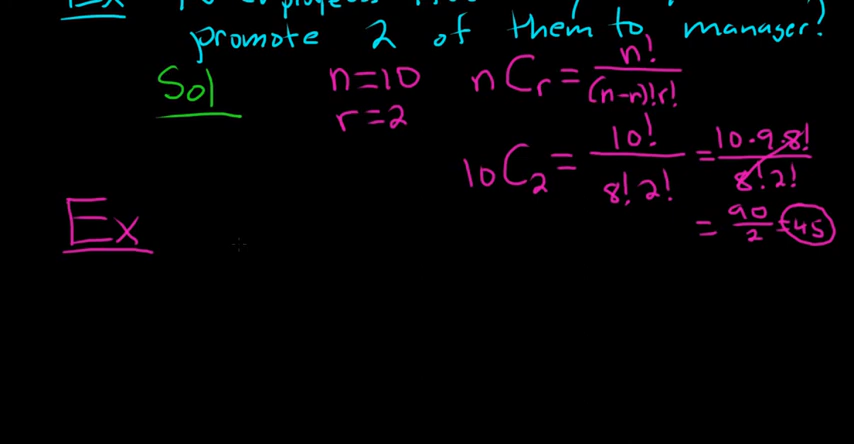 promote 2 of them to manager?
Sol
n=10
r=2
nCr = n!/(n-r)!r!
10C2 = 10!/8!2! = 10·9·8!/8!2!
= 90/2 = 45
Ex